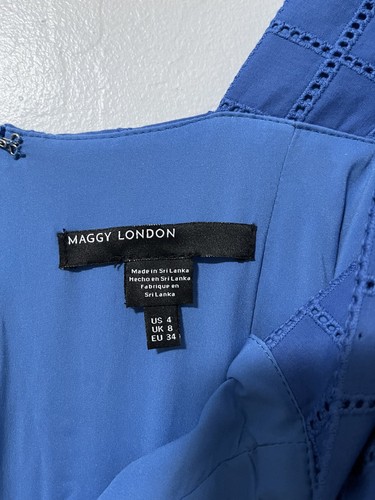 MAGGY LONDON
Made in Sri Lanka
Hecho en Sri Lanka
Fabrique en
Sri Lanka
US 4
UK 8
EU 34